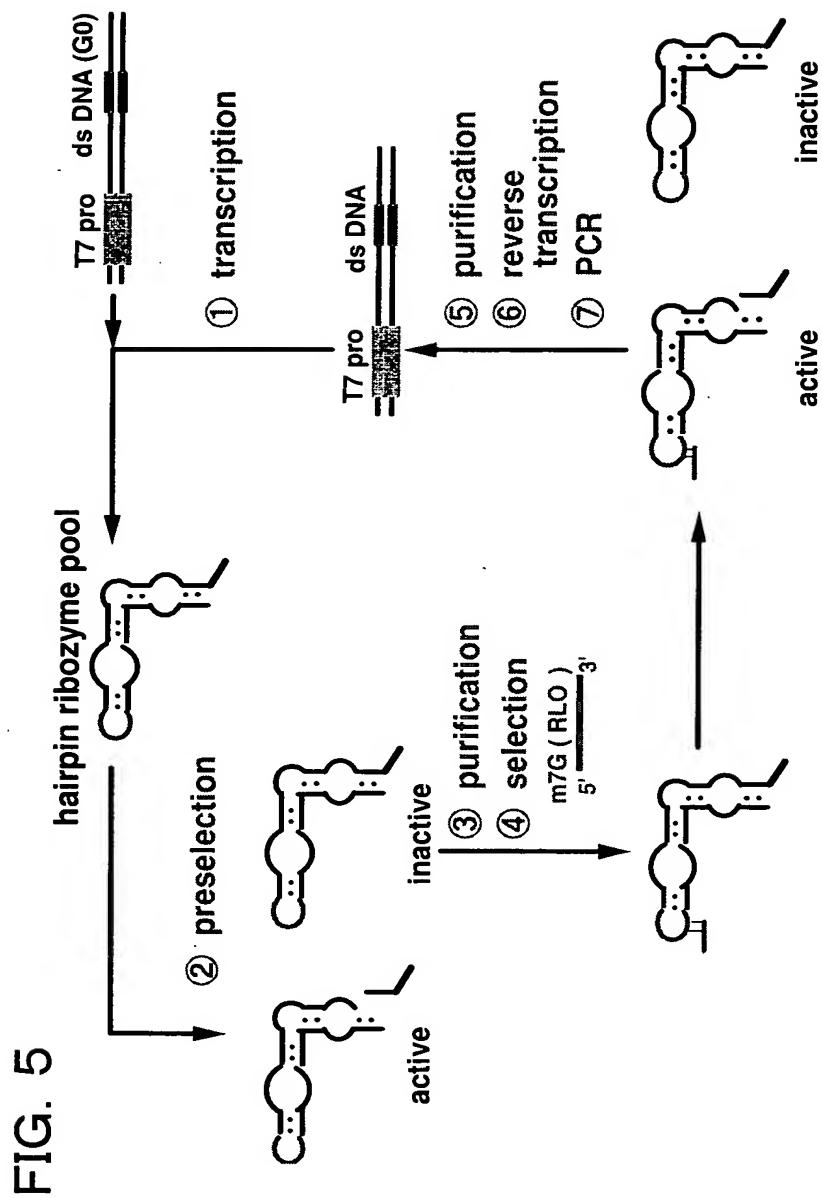 FIG. 5
T7 pro
ds DNA (G0)
① transcription
hairpin ribozyme pool
② preselection
active
inactive
③ purification
④ selection
m7G ( RLO )
5'
3'
active
inactive
⑤ purification
⑥ reverse
transcription
⑦ PCR
T7 pro
ds DNA